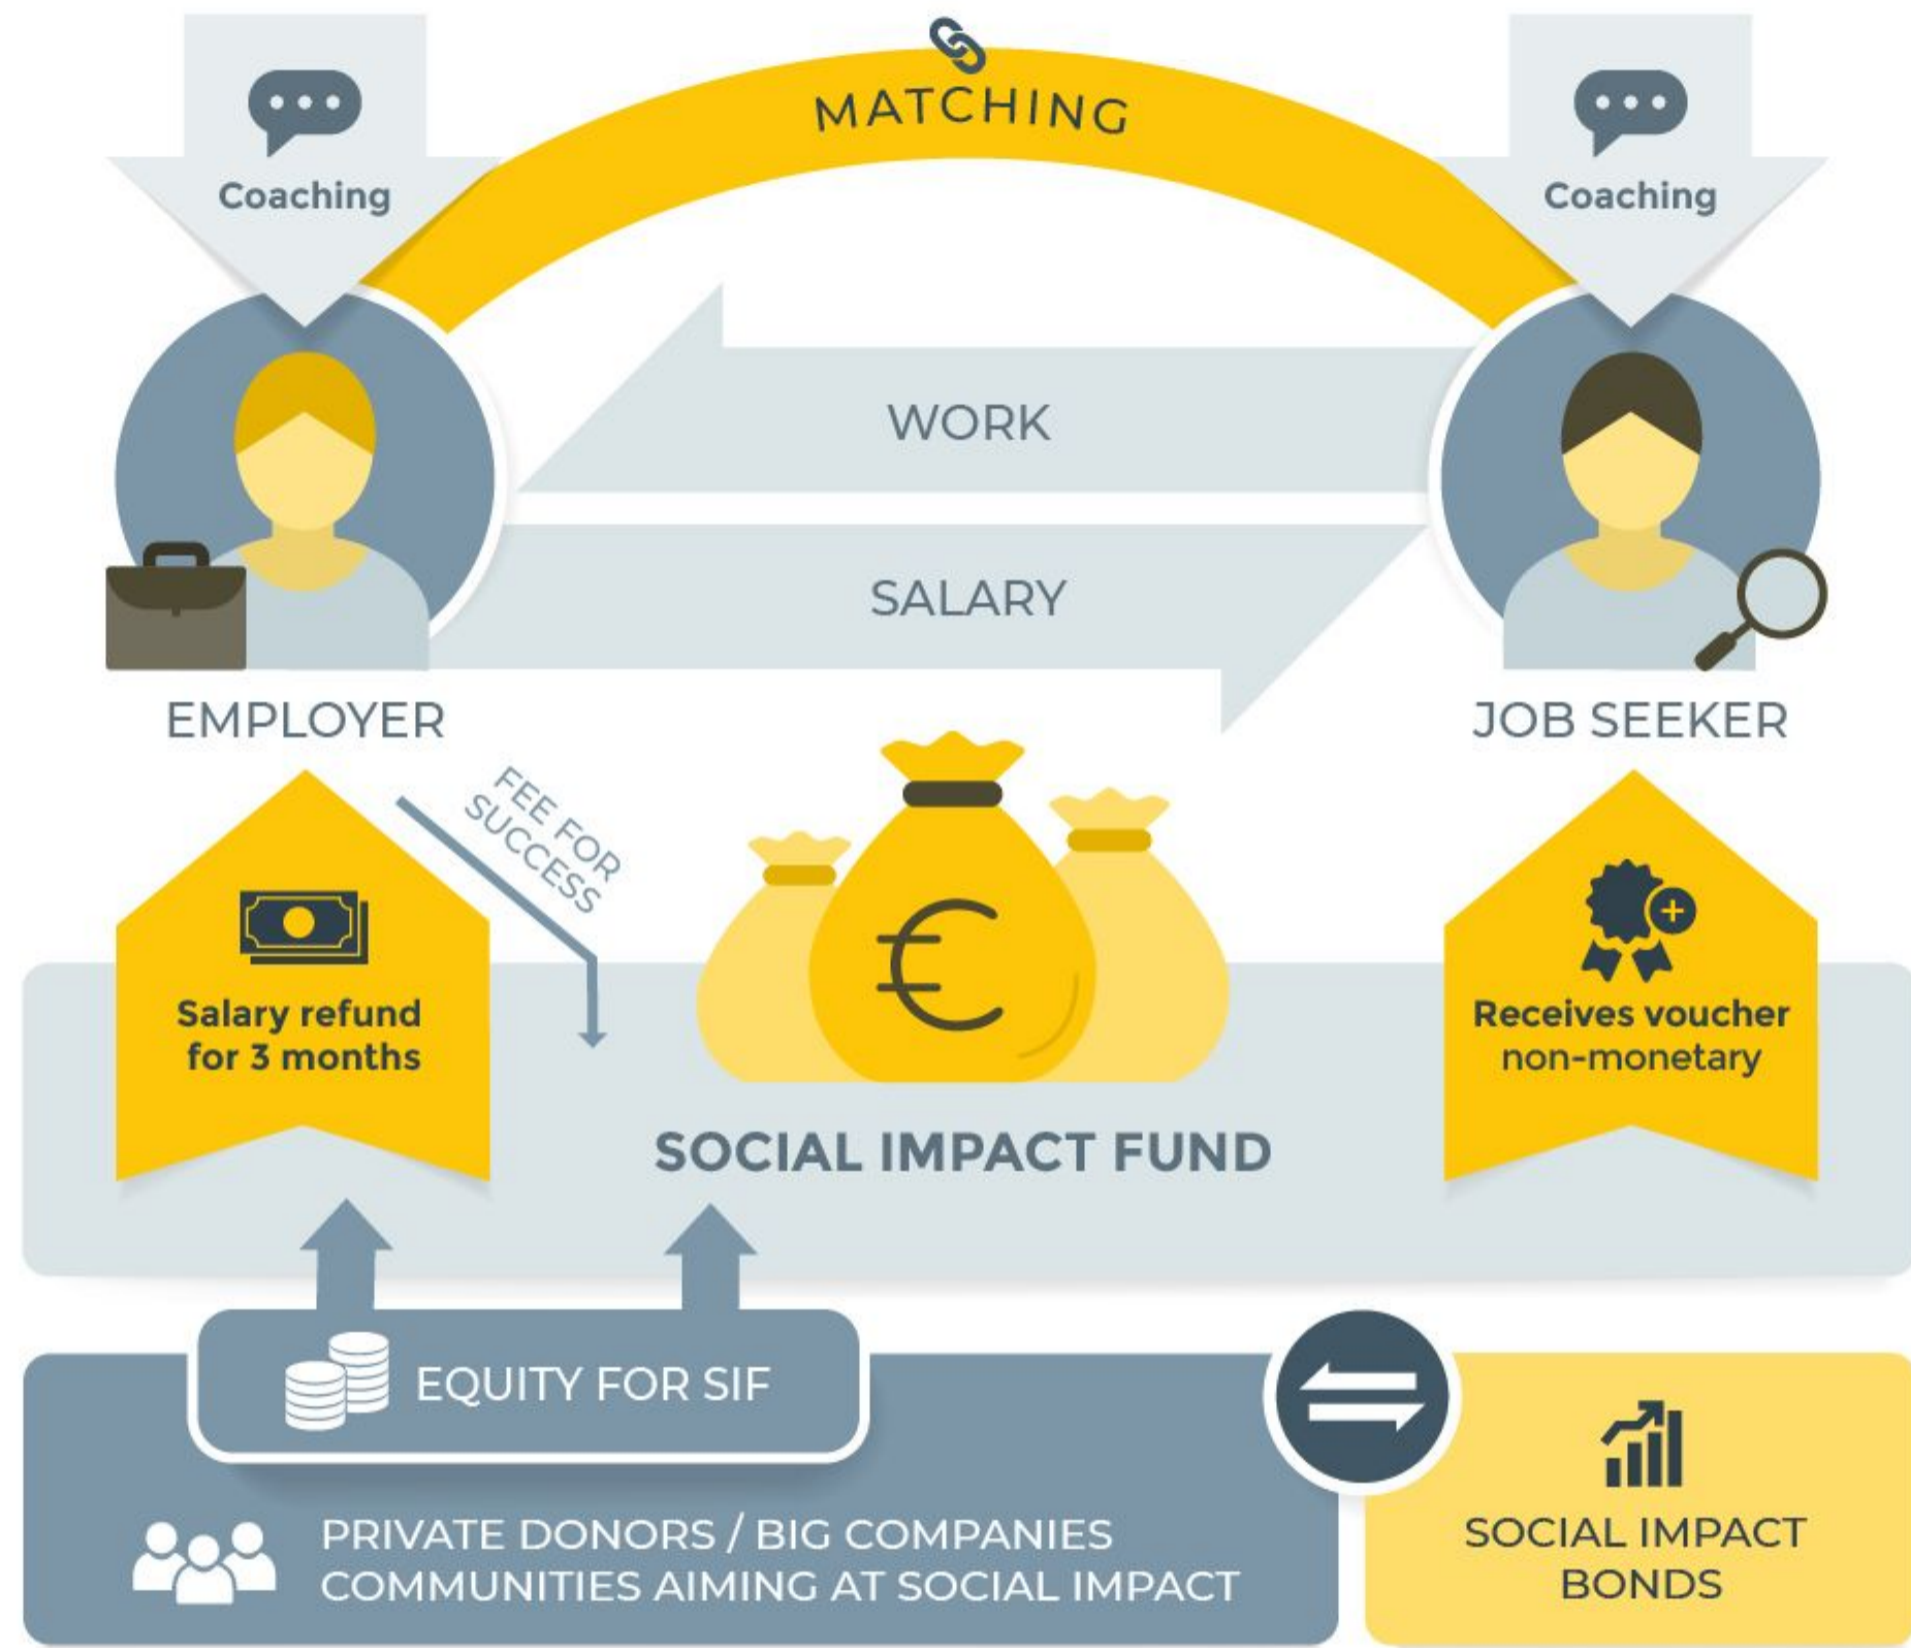 MATCHING
Coaching
Coaching
WORK
SALARY
EMPLOYER
JOB SEEKER
FEE FOR
SUCCESS
€
Salary refund
for 3 months
Receives voucher
non-monetary
SOCIAL IMPACT FUND
EQUITY FOR SIF
PRIVATE DONORS / BIG COMPANIES
COMMUNITIES AIMING AT SOCIAL IMPACT
SOCIAL IMPACT
BONDS